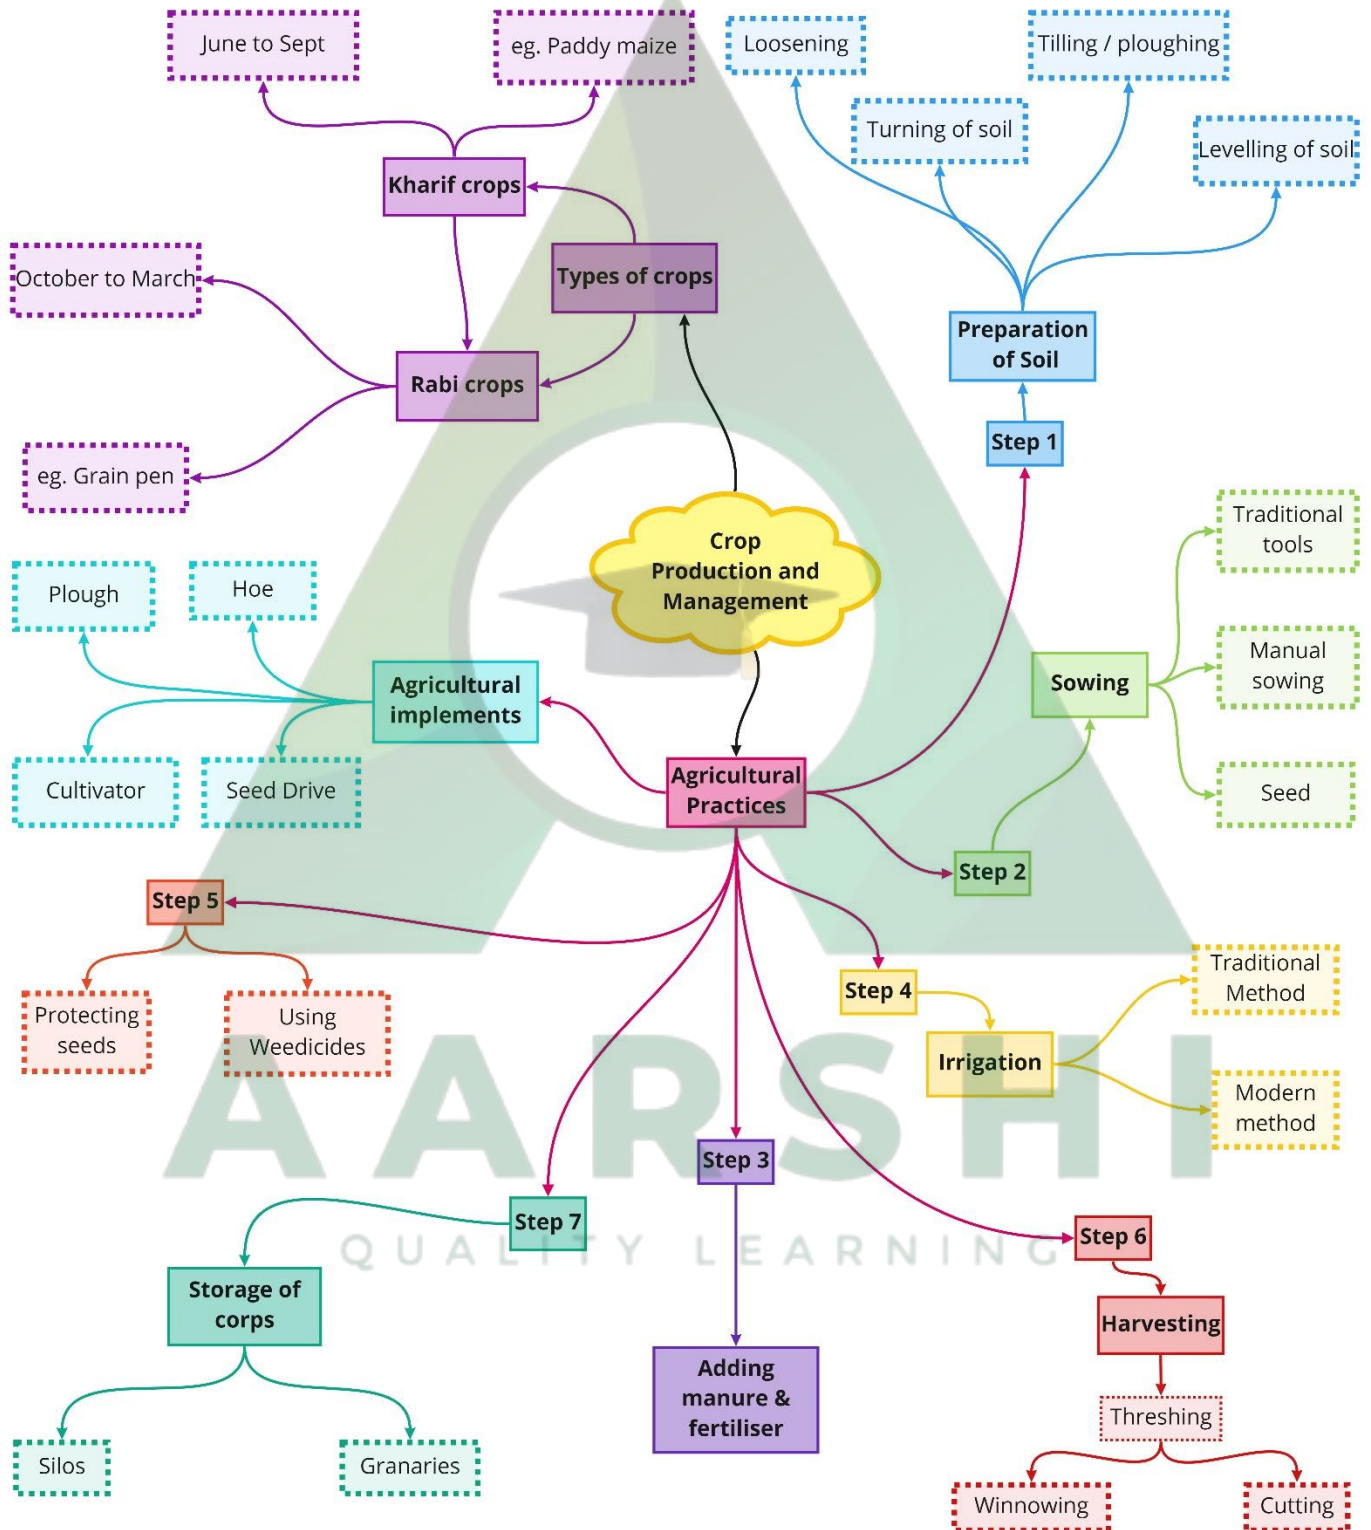 June to Sept
eg. Paddy maize
Loosening
Tilling / ploughing
Turning of soil
Levelling of soil
Kharif crops
Types of crops
October to March
Rabi crops
eg. Grain pen
Preparation
of Soil
Step 1
Crop
Production and
Management
Traditional
tools
Manual
sowing
Seed
Sowing
Step 2
Plough
Hoe
Agricultural
implements
Cultivator
Seed Drive
Agricultural
Practices
Step 5
Protecting
seeds
Using
Weedicides
Step 4
Irrigation
Traditional
Method
Modern
method
AARSHI
QUALITY LEARNING
Step 3
Adding
manure &
fertiliser
Step 7
Storage of
corps
Silos
Granaries
Step 6
Harvesting
Threshing
Winnowing
Cutting